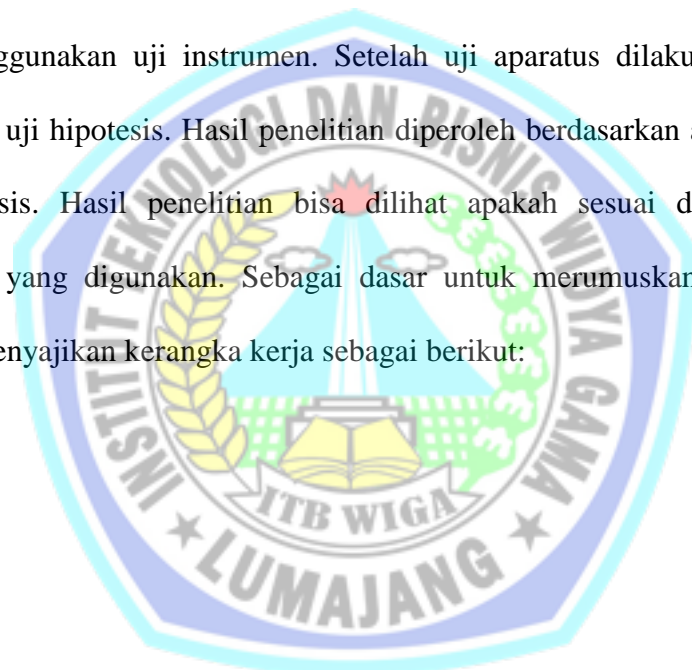 ggunakan uji instrumen. Setelah uji aparatus dilaku
uji hipotesis. Hasil penelitian diperoleh berdasarkan a
sis. Hasil penelitian bisa dilihat apakah sesuai d
yang digunakan. Sebagai dasar untuk merumuskan
enyajikan kerangka kerja sebagai berikut:
INSTITUT TEKNOLOGI DAN BISNIS WIDYA GAMA
ITB WIGA
LUMAJANG